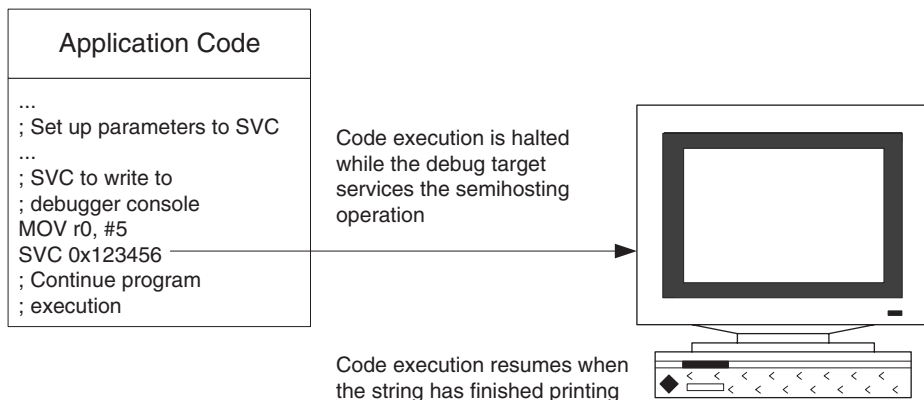 Application Code
...
; Set up parameters to SVC
...
; SVC to write to
; debugger console
MOV r0, #5
SVC 0x123456
; Continue program
; execution
Code execution is halted
while the debug target
services the semihosting
operation
Code execution resumes when
the string has finished printing